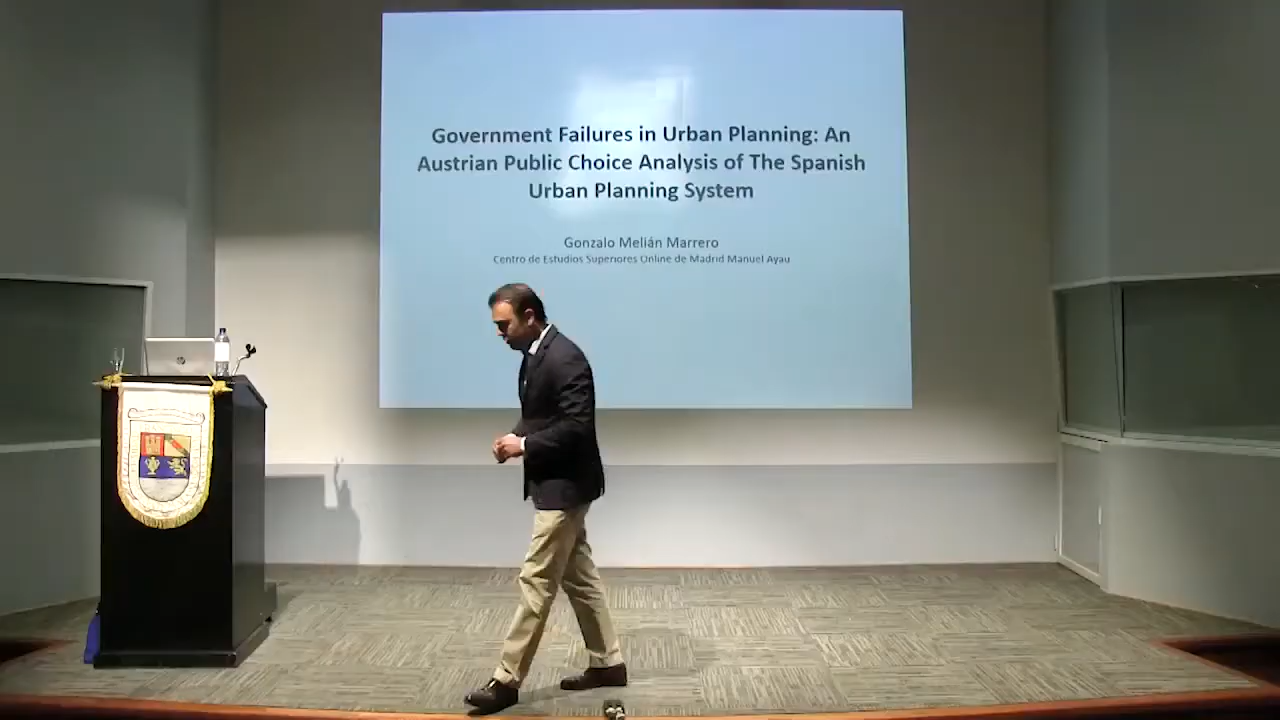 Government Failures in Urban Planning: An
Austrian Public Choice Analysis of The Spanish
Urban Planning System
Gonzalo Melián Marrero
Centro de Estudios Superiores Online de Madrid Manuel Ayau